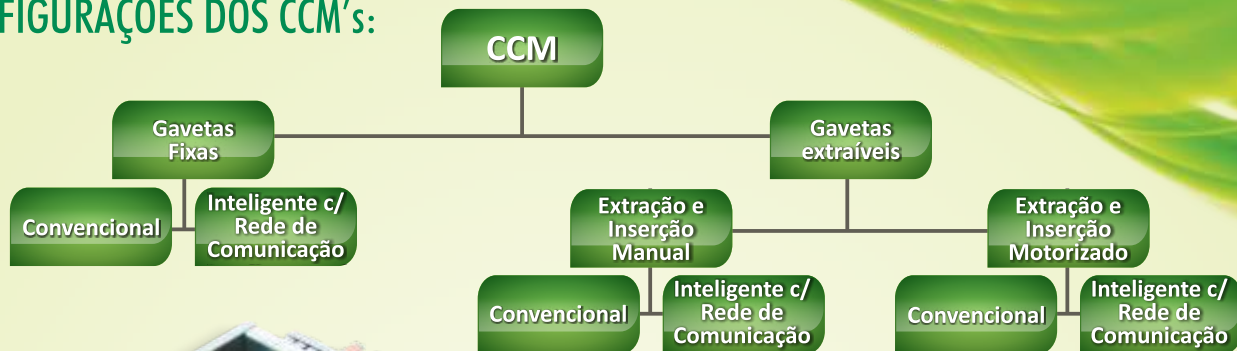 FIGURAÇÕES DOS CCM's:
CCM
Gavetas
Fixas
Gavetas
extraíveis
Convencional
Inteligente c/
Rede de
Comunicação
Extração e
Inserção
Manual
Extração e
Inserção
Motorizado
Convencional
Inteligente c/
Rede de
Comunicação
Convencional
Inteligente c/
Rede de
Comunicação